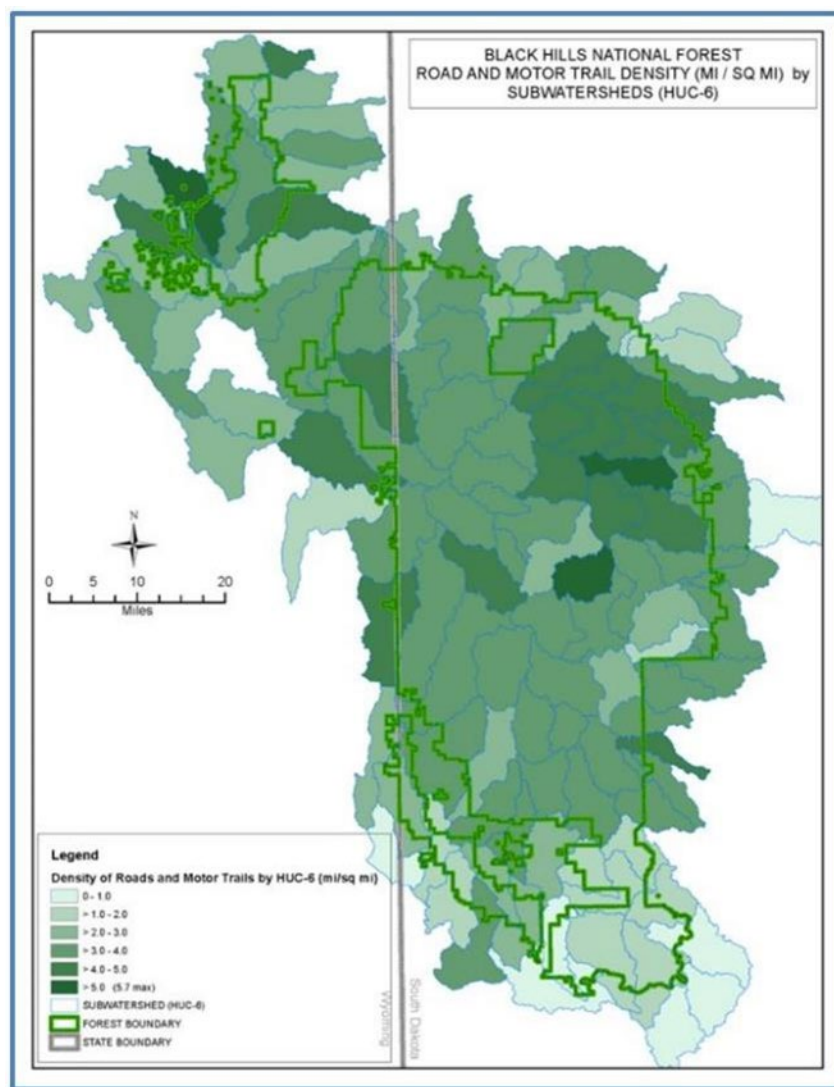 BLACK HILLS NATIONAL FOREST
ROAD AND MOTOR TRAIL DENSITY (MI / SQ MI) by
SUBWATERSHEDS (HUC-6)
N
0 5 10 20
Miles
Legend
Density of Roads and Motor Trails by HUC-6 (mi/sq mi)
0 - 1.0
> 1.0 - 2.0
> 2.0 - 3.0
> 3.0 - 4.0
> 4.0 - 5.0
> 5.0 (5.7 max)
SUBWATERSHED (HUC-6)
FOREST BOUNDARY
STATE BOUNDARY
Wyoming
South Dakota